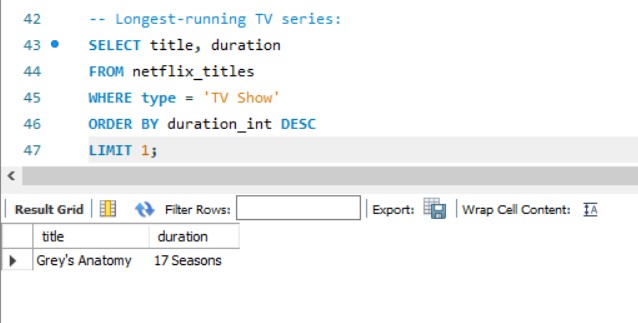 42 -- Longest-running TV series:
43 SELECT title, duration
44 FROM netflix_titles
45 WHERE type = 'TV Show'
46 ORDER BY duration_int DESC
47 LIMIT 1;
Result Grid Filter Rows: Export: Wrap Cell Content: IA
title duration
Grey's Anatomy 17 Seasons